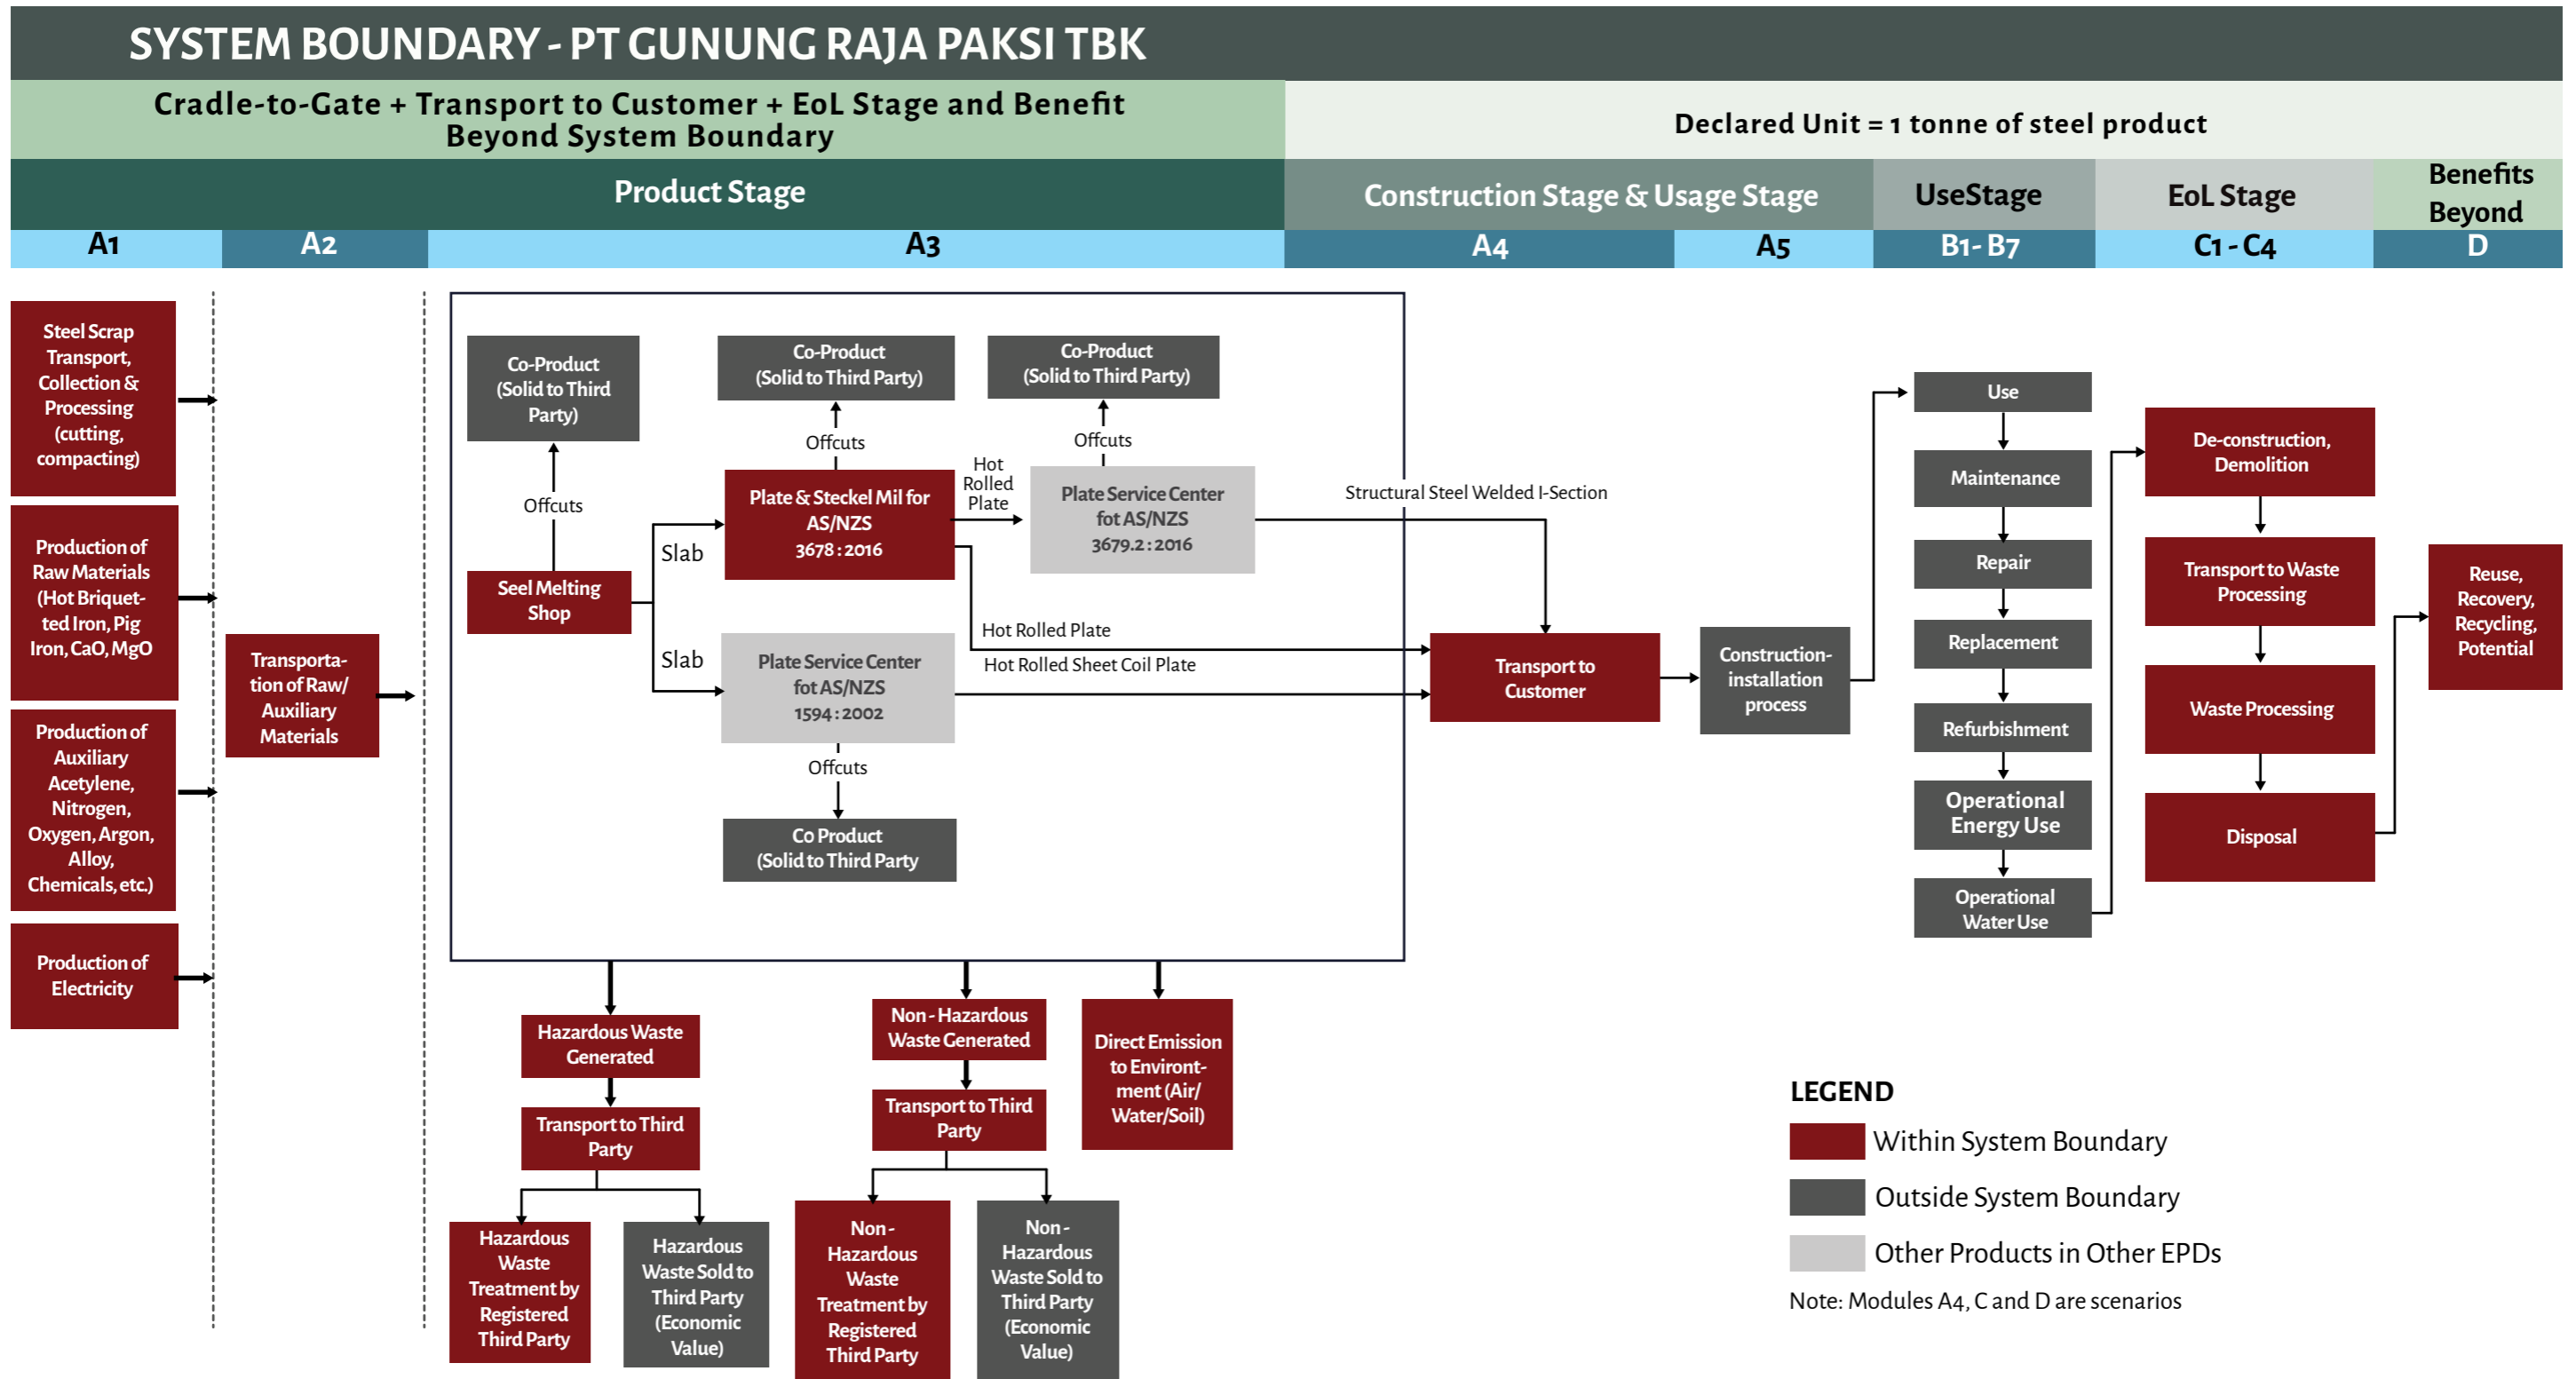 SYSTEM BOUNDARY - PT GUNUNG RAJA PAKSI TBK
Cradle-to-Gate + Transport to Customer + EoL Stage and Benefit
Beyond System Boundary
Declared Unit = 1 tonne of steel product
Product Stage
Construction Stage & Usage Stage
UseStage
EoL Stage
Benefits
Beyond
A1
A2
A3
A4
A5
B1- B7
C1 - C4
D
Steel Scrap
Transport,
Collection &
Processing
(cutting,
compacting)
Production of
Raw Materials
(Hot Briquet-
ted Iron, Pig
Iron, CaO, MgO
Production of
Auxiliary
Acetylene,
Nitrogen,
Oxygen, Argon,
Alloy,
Chemicals, etc.)
Production of
Electricity
Transporta-
tion of Raw/
Auxiliary
Materials
Co-Product
(Solid to Third
Party)
Offcuts
Seel Melting
Shop
Slab
Slab
Co-Product
(Solid to Third Party)
Offcuts
Plate & Steckel Mil for
AS/NZS
3678 : 2016
Hot
Rolled
Plate
Co-Product
(Solid to Third Party)
Offcuts
Plate Service Center
fot AS/NZS
3679.2 : 2016
Structural Steel Welded I-Section
Hot Rolled Plate
Hot Rolled Sheet Coil Plate
Plate Service Center
fot AS/NZS
1594 : 2002
Offcuts
Co Product
(Solid to Third Party
Transport to
Customer
Construction-
installation
process
Use
Maintenance
Repair
Replacement
Refurbishment
Operational
Energy Use
Operational
Water Use
De-construction,
Demolition
Transport to Waste
Processing
Waste Processing
Disposal
Reuse,
Recovery,
Recycling,
Potential
Hazardous Waste
Generated
Transport to Third
Party
Hazardous
Waste
Treatment by
Registered
Third Party
Hazardous
Waste Sold to
Third Party
(Economic
Value)
Non - Hazardous
Waste Generated
Transport to Third
Party
Non -
Hazardous
Waste
Treatment by
Registered
Third Party
Non -
Hazardous
Waste Sold to
Third Party
(Economic
Value)
Direct Emission
to Environt-
ment (Air/
Water/Soil)
LEGEND
Within System Boundary
Outside System Boundary
Other Products in Other EPDs
Note: Modules A4, C and D are scenarios